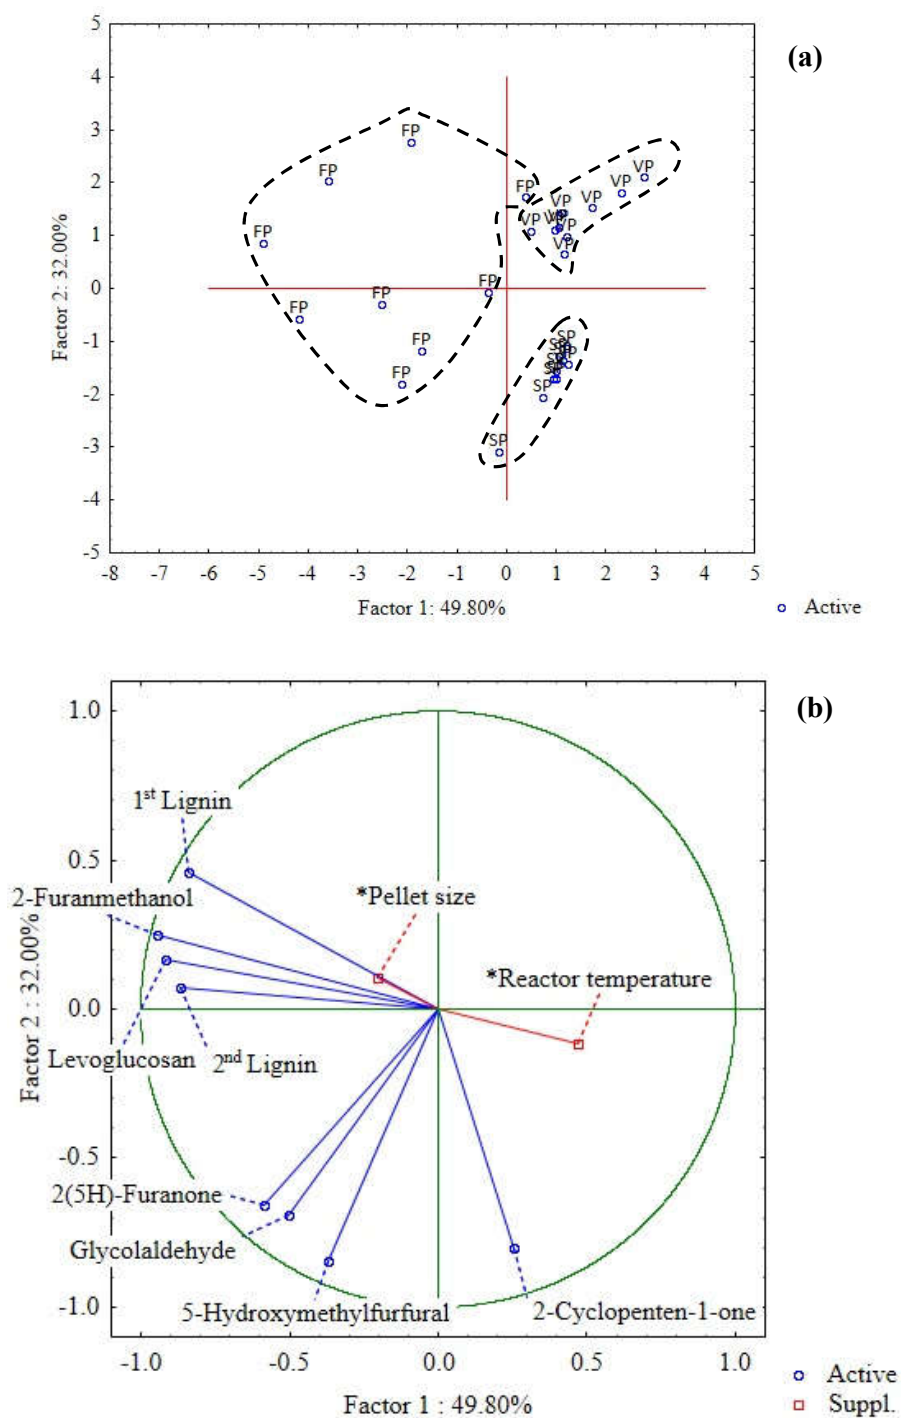 (a)
5
4
3
2
1
0
-1
-2
-3
-4
-5
Factor 2: 32.00%
FP
FP
FP
VP
VP
VP
VP
FP
VP
VP
VP
VP
FP
FP
FP
FP
FP
SP
SP
SP
SP
SP
-8 -7 -6 -5 -4 -3 -2 -1 0 1 2 3 4 5
Factor 1: 49.80%
Active
(b)
1.0
0.5
0.0
-0.5
-1.0
Factor 2 : 32.00%
1st Lignin
2-Furanmethanol
*Pellet size
*Reactor temperature
Levoglucosan
2nd Lignin
2(5H)-Furanone
Glycolaldehyde
5-Hydroxymethylfurfural
2-Cyclopenten-1-one
-1.0 -0.5 0.0 0.5 1.0
Factor 1 : 49.80%
Active
Suppl.